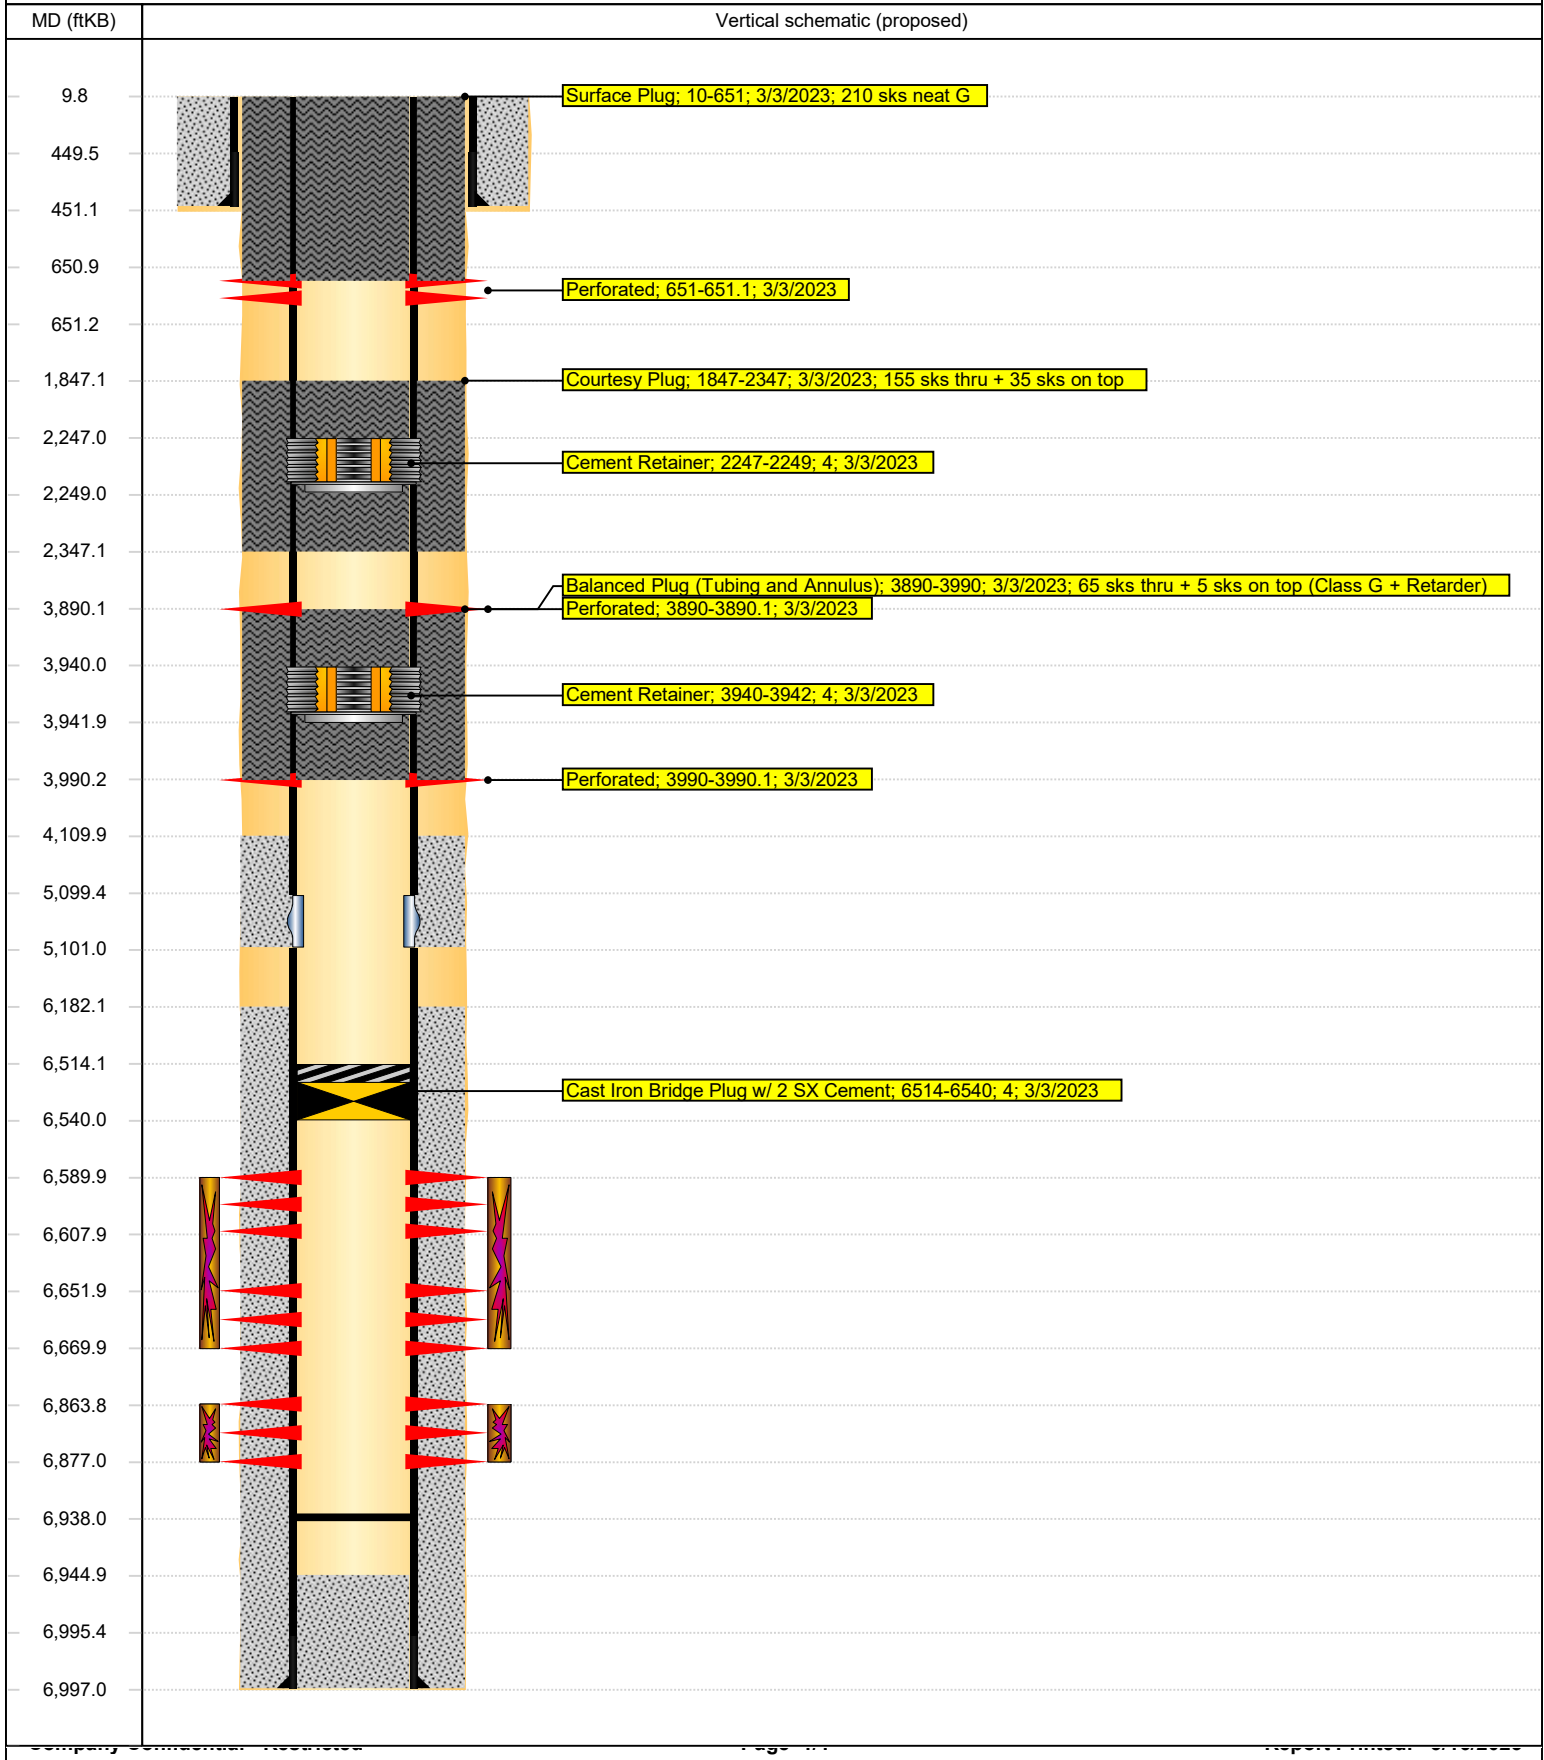 MD (ftKB) Vertical schematic (proposed)
9.8 Surface Plug; 10-651; 3/3/2023; 210 sks neat G
449.5
451.1
650.9
Perforated; 651-651.1; 3/3/2023
651.2
1,847.1 Courtesy Plug; 1847-2347; 3/3/2023; 155 sks thru + 35 sks on top
2,247.0
Cement Retainer; 2247-2249; 4; 3/3/2023
2,249.0
2,347.1
Balanced Plug (Tubing and Annulus); 3890-3990; 3/3/2023; 65 sks thru + 5 sks on top (Class G + Retarder)
3,890.1 Perforated; 3890-3890.1; 3/3/2023
3,940.0
Cement Retainer; 3940-3942; 4; 3/3/2023
3,941.9
3,990.2 Perforated; 3990-3990.1; 3/3/2023
4,109.9
5,099.4
5,101.0
6,182.1
6,514.1
Cast Iron Bridge Plug w/ 2 SX Cement; 6514-6540; 4; 3/3/2023
6,540.0
6,589.9
6,607.9
6,651.9
6,669.9
6,863.8
6,877.0
6,938.0
6,944.9
6,995.4
6,997.0